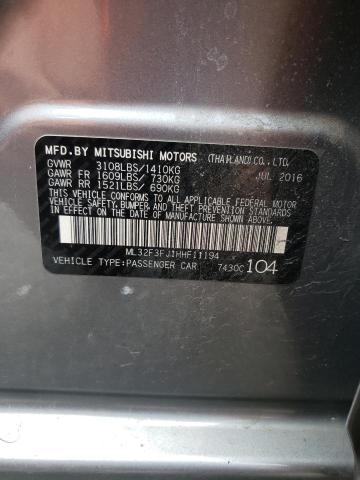 MFD.BY MITSUBISHI MOTORS (THAILAND) CO., LTD.
GVWR 3108LBS/1410KG JUL 2016
GAWR FR 1609LBS/ 730KG
GAWR RR 1521LBS/ 690KG
THIS VEHICLE CONFORMS TO ALL APPLICABLE FEDERAL MOTOR
VEHICLE SAFETY, BUMPER, AND THEFT PREVENTION STANDARDS
IN EFFECT ON THE DATE OF MANUFACTURE SHOWN ABOVE.
ML32F3FJ1HHF11194
VEHICLE TYPE:PASSENGER CAR 7430C 104